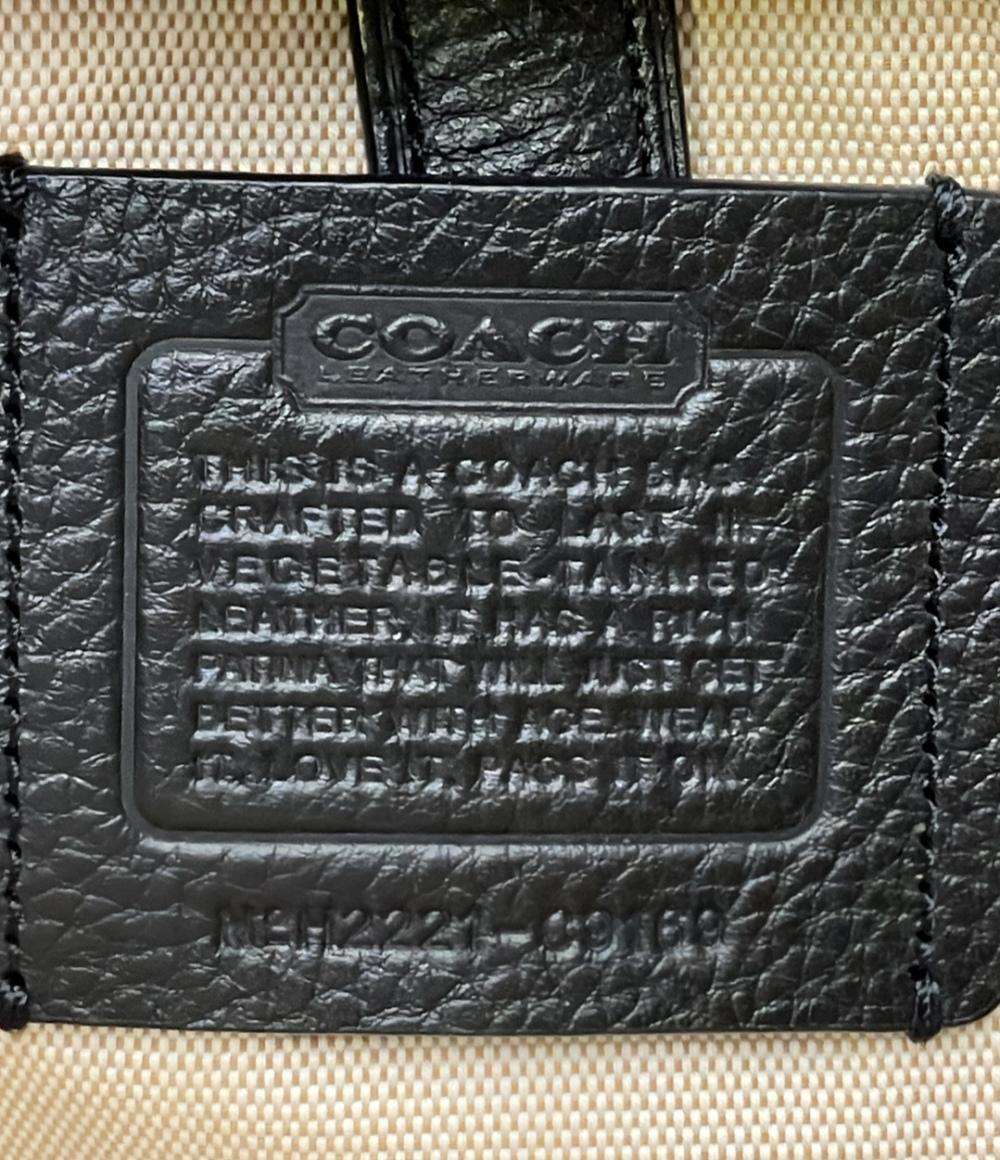 COACH
LEATHERWARE
THIS IS A COACH BAG.
CRAFTED TO LAST IN
VEGETABLE-TANNED
LEATHER, IT HAS A RICH
PATINA THAT WILL JUST GET
BETTER WITH AGE. WEAR
IT. LOVE IT. PASS IT ON.